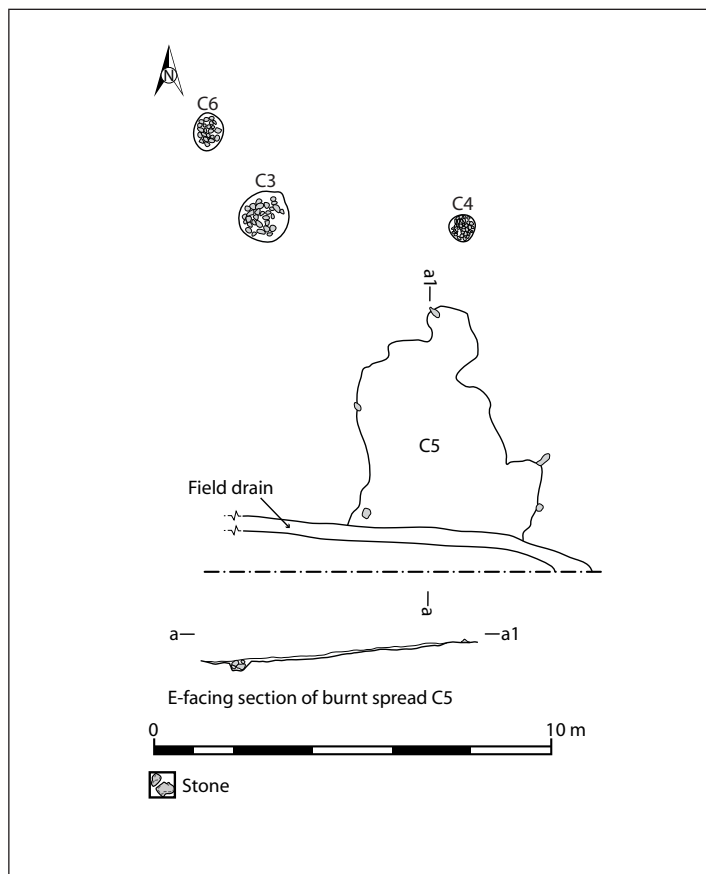 N
C6
C3
C4
a1
C5
Field drain
a
a
a1
E-facing section of burnt spread C5
0
10 m
Stone